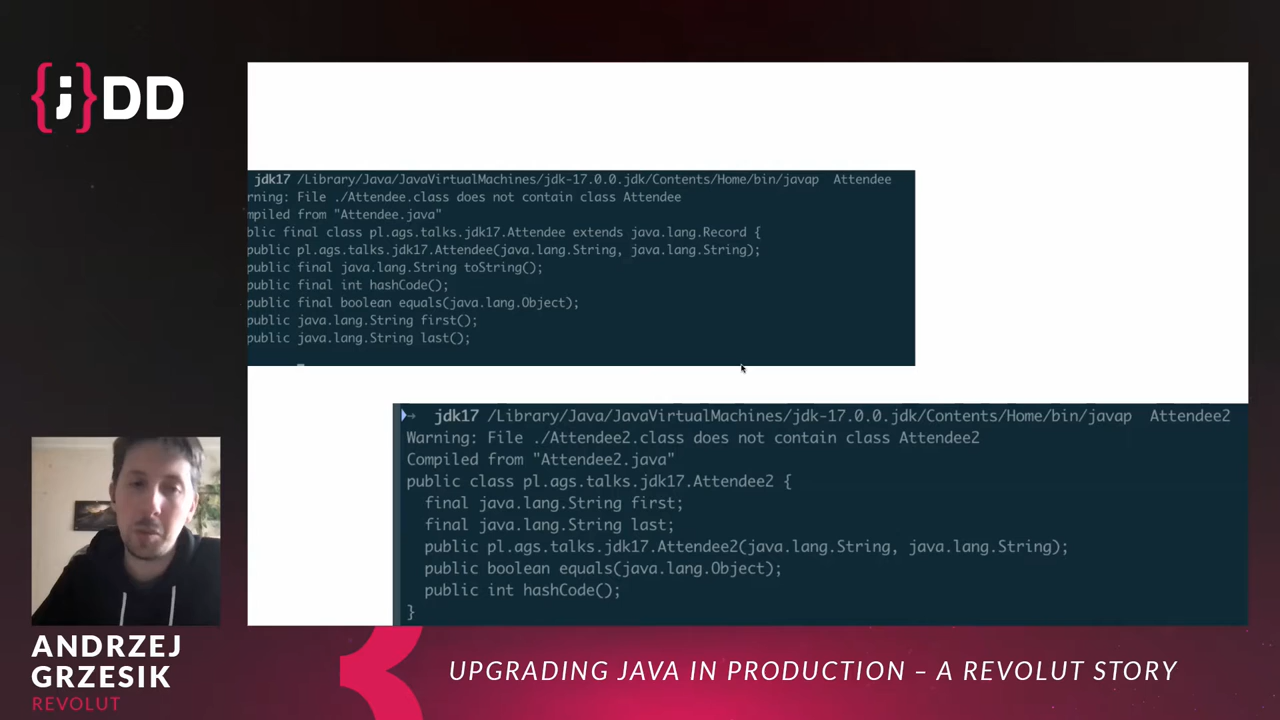 {;}DD
jdk17 /Library/Java/JavaVirtualMachines/jdk-17.0.0.jdk/Contents/Home/bin/javap Attendee
rning: File ./Attendee.class does not contain class Attendee
mpiled from "Attendee.java"
blic final class pl.ags.talks.jdk17.Attendee extends java.lang.Record {
public pl.ags.talks.jdk17.Attendee(java.lang.String, java.lang.String);
public final java.lang.String toString();
public final int hashCode();
public final boolean equals(java.lang.Object);
public java.lang.String first();
public java.lang.String last();
→ jdk17 /Library/Java/JavaVirtualMachines/jdk-17.0.0.jdk/Contents/Home/bin/javap Attendee2
Warning: File ./Attendee2.class does not contain class Attendee2
Compiled from "Attendee2.java"
public class pl.ags.talks.jdk17.Attendee2 {
final java.lang.String first;
final java.lang.String last;
public pl.ags.talks.jdk17.Attendee2(java.lang.String, java.lang.String);
public boolean equals(java.lang.Object);
public int hashCode();
}
ANDRZEJ
GRZESIK
REVOLUT
UPGRADING JAVA IN PRODUCTION – A REVOLUT STORY